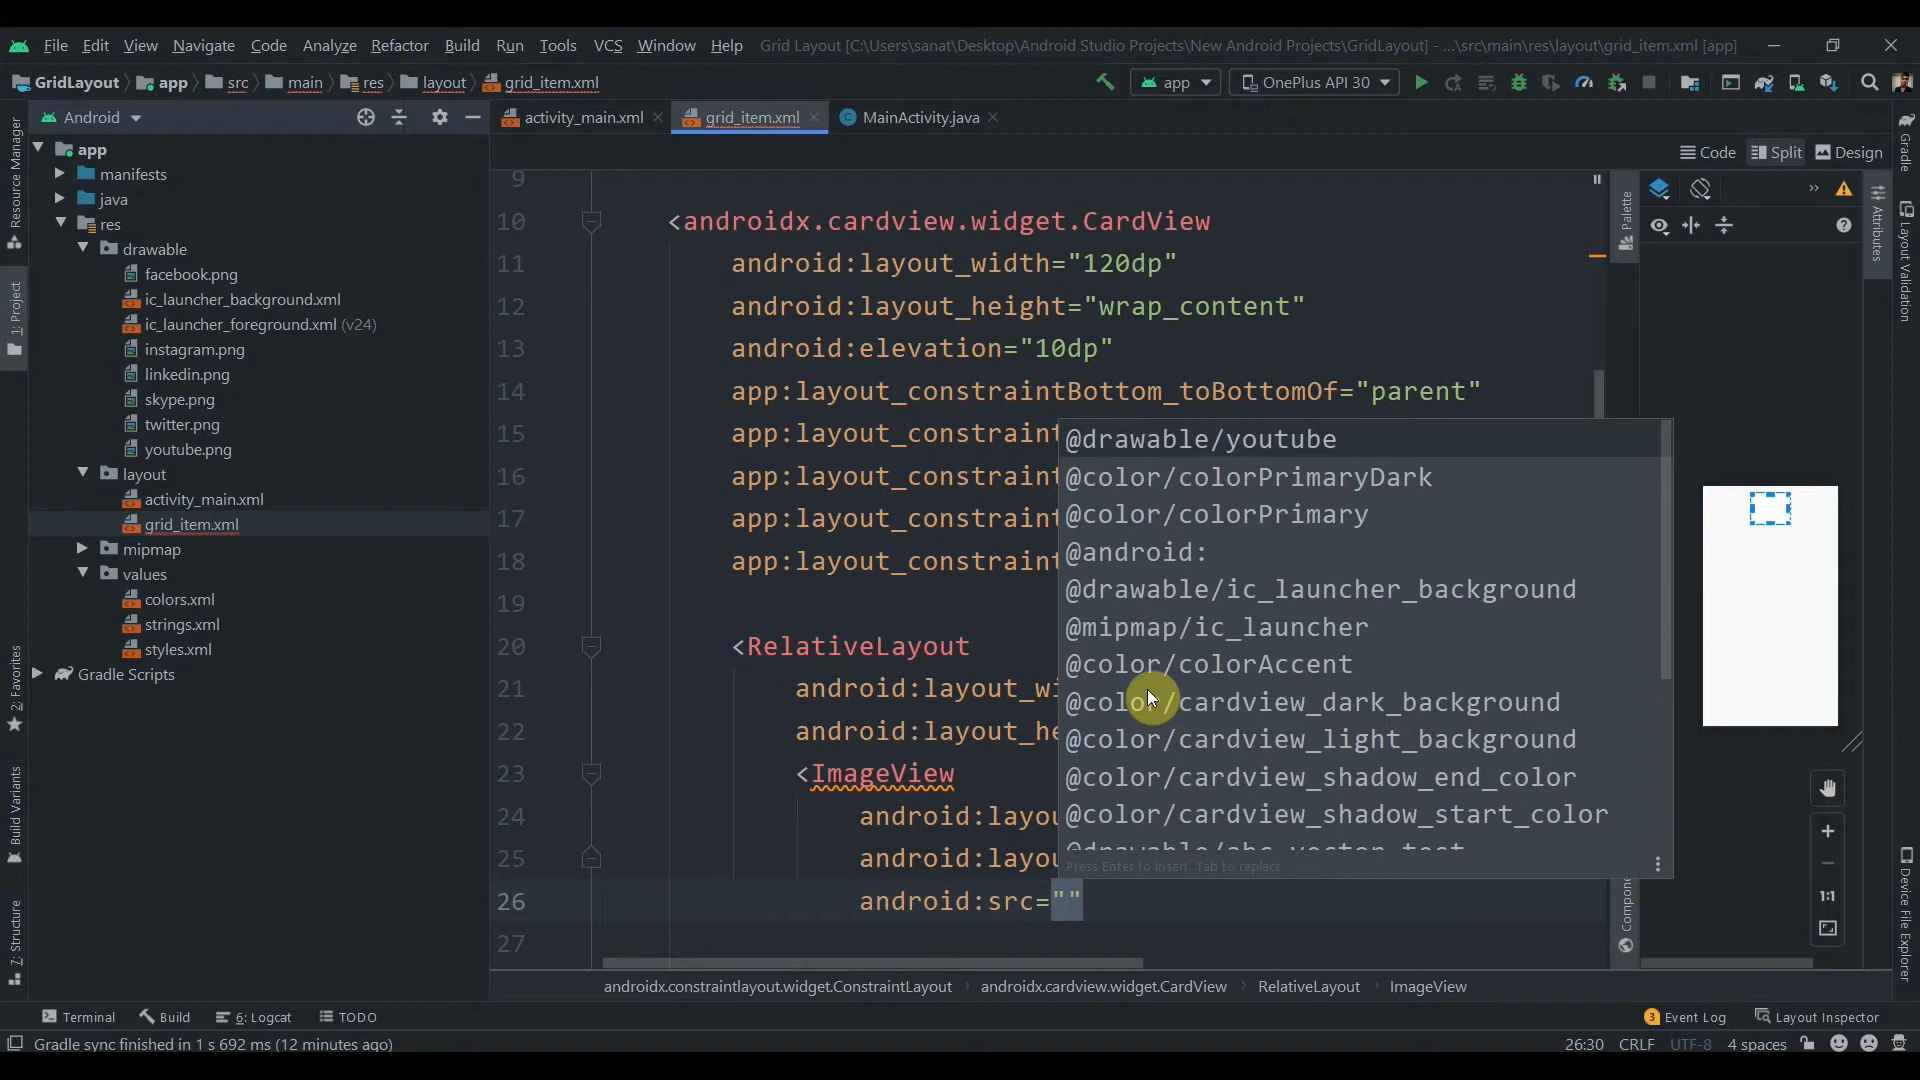 File Edit View Navigate Code Analyze Refactor Build Run Tools VCS Window Help Grid Layout [C:\Users\sanat\Desktop\Android Studio Projects\New Android Projects\GridLayout] - ...\src\main\res\layout\grid_item.xml [app]
GridLayout app src main res layout grid_item.xml app OnePlus API 30
Android activity_main.xml grid_item.xml MainActivity.java
Code Split Design
app
manifests
java
res
drawable
facebook.png
ic_launcher_background.xml
ic_launcher_foreground.xml (v24)
instagram.png
linkedin.png
skype.png
twitter.png
youtube.png
layout
activity_main.xml
grid_item.xml
mipmap
values
colors.xml
strings.xml
styles.xml
Gradle Scripts
Resource Manager
1: Project
2: Favorites
Build Variants
7: Structure
9
10 <androidx.cardview.widget.CardView
11 android:layout_width="120dp"
12 android:layout_height="wrap_content"
13 android:elevation="10dp"
14 app:layout_constraintBottom_toBottomOf="parent"
15 app:layout_constraint
16 app:layout_constraint
17 app:layout_constraint
18 app:layout_constraint
19
20 <RelativeLayout
21 android:layout_wi
22 android:layout_he
23 <ImageView
24 android:layou
25 android:layou
26 android:src=""
27
@drawable/youtube
@color/colorPrimaryDark
@color/colorPrimary
@android:
@drawable/ic_launcher_background
@mipmap/ic_launcher
@color/colorAccent
@color/cardview_dark_background
@color/cardview_light_background
@color/cardview_shadow_end_color
@color/cardview_shadow_start_color
@drawable/abc_vector_test
Press Enter to insert, Tab to replace
Palette
Compone
Attributes
1:1
Gradle
Layout Validation
Device File Explorer
androidx.constraintlayout.widget.ConstraintLayout androidx.cardview.widget.CardView RelativeLayout ImageView
Terminal Build 6: Logcat TODO 3 Event Log Layout Inspector
Gradle sync finished in 1 s 692 ms (12 minutes ago) 26:30 CRLF UTF-8 4 spaces